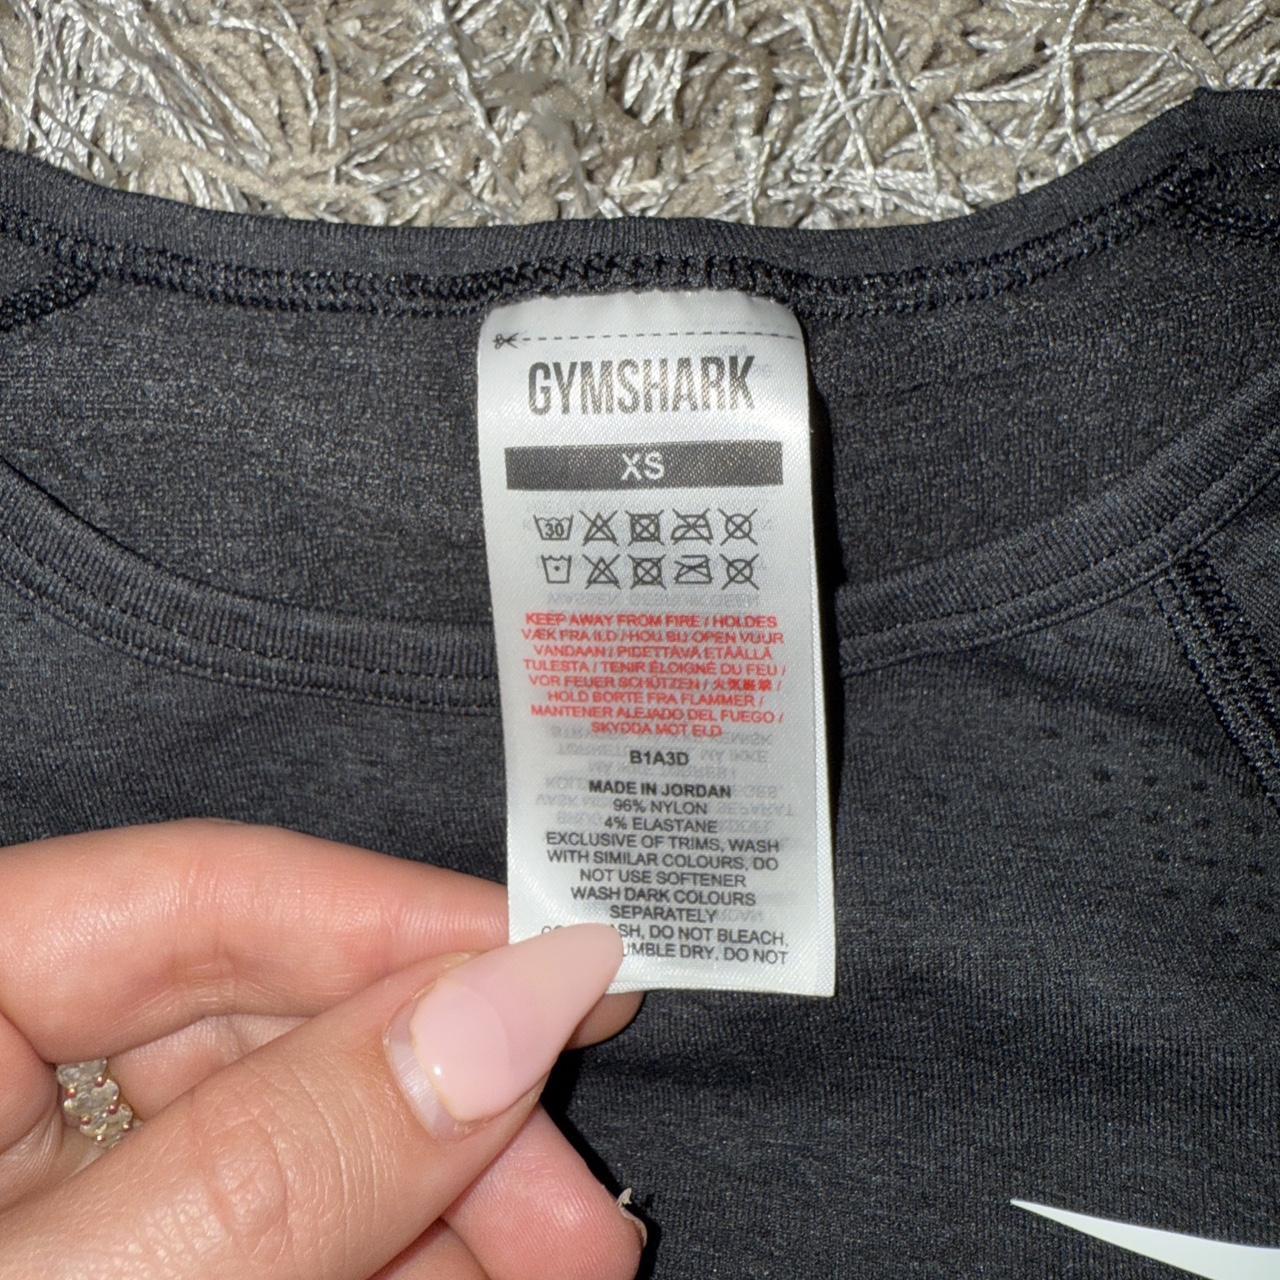 GYMSHARK
XS
30
KEEP AWAY FROM FIRE / HOLDES
VÆK FRA ILD / HOU BIJ OPEN VUUR
VANDAAN / PIDETTÄVÄ ETÄÄLLÄ
TULESTA / TENIR ÉLOIGNÉ DU FEU /
VOR FEUER SCHÜTZEN / 火気厳禁 /
HOLD BORTE FRA FLAMMER /
MANTENER ALEJADO DEL FUEGO /
SKYDDA MOT ELD
B1A3D
MADE IN JORDAN
96% NYLON
4% ELASTANE
EXCLUSIVE OF TRIMS, WASH
WITH SIMILAR COLOURS, DO
NOT USE SOFTENER
WASH DARK COLOURS
SEPARATELY
DO NOT BLEACH,
DRY, DO NOT